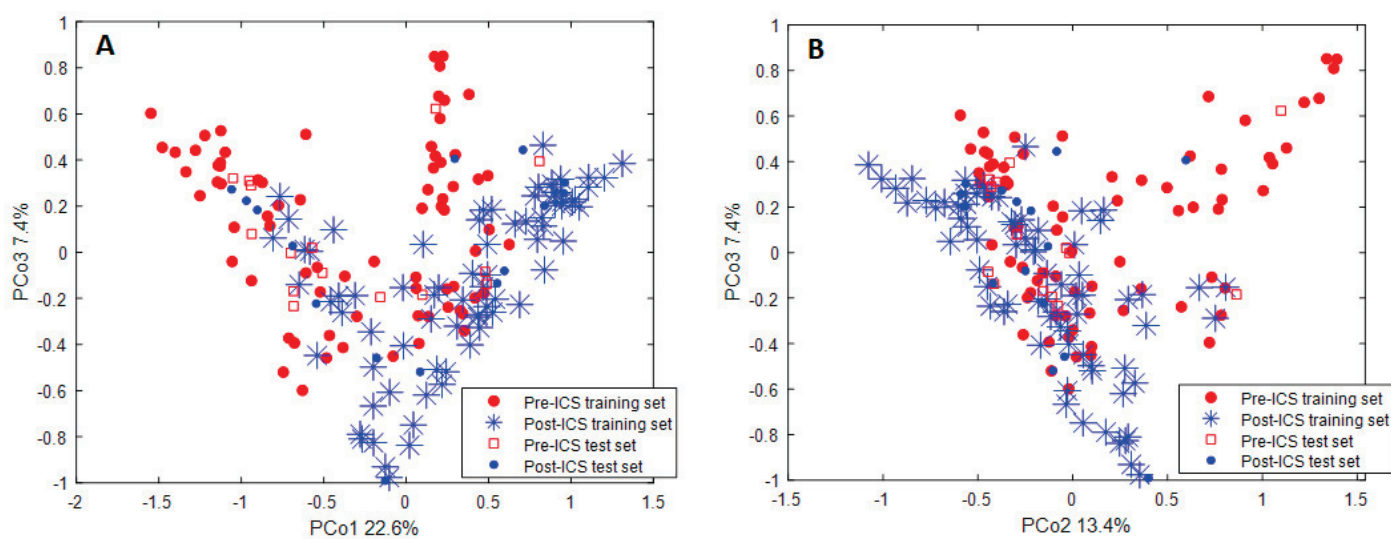 A
1
0.8
0.6
0.4
0.2
0
-0.2
-0.4
-0.6
-0.8
-1
PCo3 7.4%
-1.5
-1
-0.5
0
0.5
1
1.5
PCo1 22.6%
Pre-ICS training set
Post-ICS training set
Pre-ICS test set
Post-ICS test set
B
1
0.8
0.6
0.4
0.2
0
-0.2
-0.4
-0.6
-0.8
-1
PCo3 7.4%
-1.5
-1
-0.5
0
0.5
1
1.5
PCo2 13.4%
Pre-ICS training set
Post-ICS training set
Pre-ICS test set
Post-ICS test set